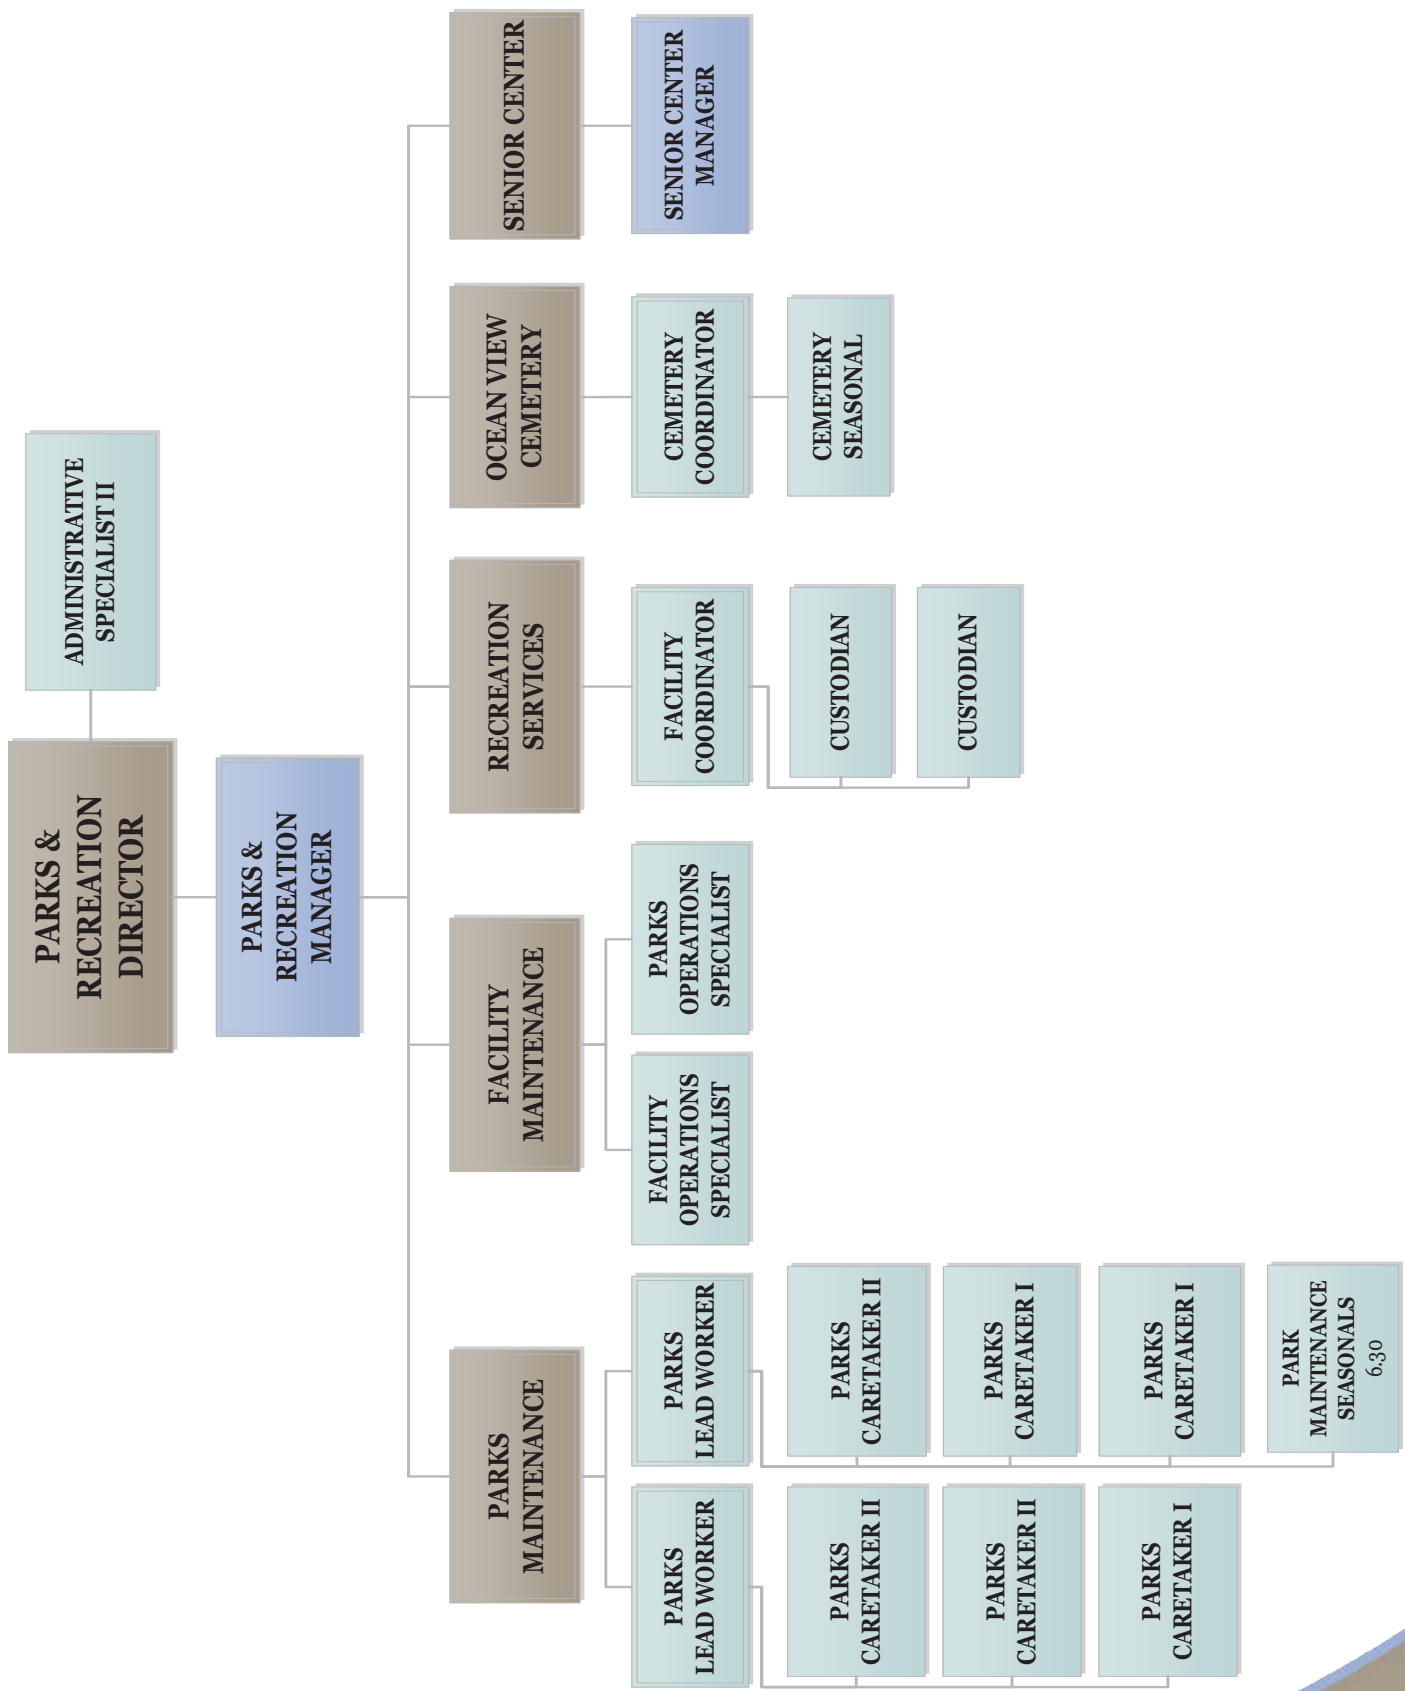 PARKS &
RECREATION
DIRECTOR
ADMINISTRATIVE
SPECIALIST II
PARKS &
RECREATION
MANAGER
PARKS
MAINTENANCE
FACILITY
MAINTENANCE
RECREATION
SERVICES
OCEAN VIEW
CEMETERY
SENIOR CENTER
PARKS
LEAD WORKER
PARKS
LEAD WORKER
FACILITY
OPERATIONS
SPECIALIST
PARKS
OPERATIONS
SPECIALIST
FACILITY
COORDINATOR
CEMETERY
COORDINATOR
SENIOR CENTER
MANAGER
PARKS
CARETAKER II
PARKS
CARETAKER II
CUSTODIAN
CEMETERY
SEASONAL
PARKS
CARETAKER II
PARKS
CARETAKER I
CUSTODIAN
PARKS
CARETAKER I
PARKS
CARETAKER I
PARK
MAINTENANCE
SEASONALS
6.30